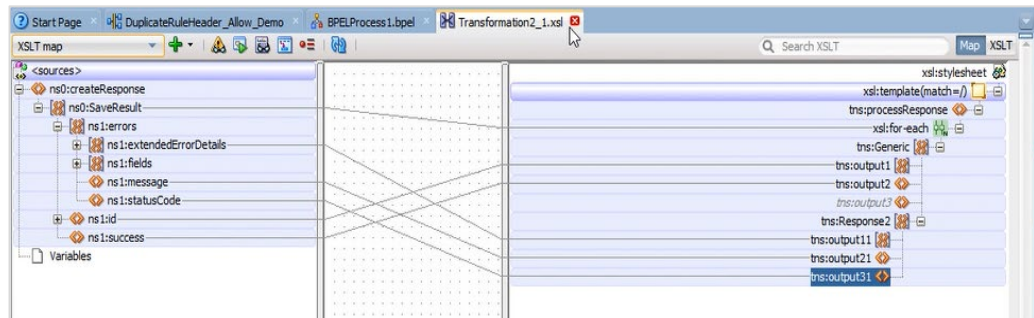 Start Page
DuplicateRuleHeader_Allow_Demo
BPELProcess1.bpel
Transformation2_1.xsl
XSLT map
Search XSLT
Map
XSLT
<sources>
xsl:stylesheet
ns0:createResponse
xsl:template(match=/)
ns0:SaveResult
tns:processResponse
ns1:errors
xsl:for-each
ns1:extendedErrorDetails
tns:Generic
ns1:fields
tns:output1
ns1:message
tns:output2
ns1:statusCode
tns:output3
ns1:id
tns:Response2
ns1:success
tns:output11
Variables
tns:output21
tns:output31